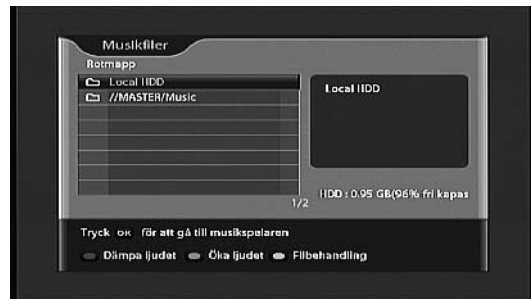 Musikfiler
Rotmapp
Local HDD
//MASTER/Music
Local HDD
1/2
HDD : 0.95 GB(96% fri kapas
Tryck OK för att gå till musikspelaren
Dämpa ljudet Öka ljudet Filbehandling